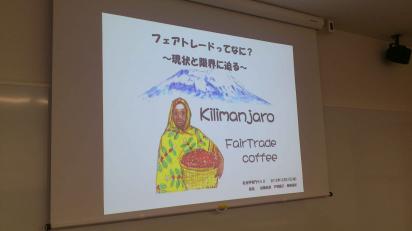 フェアトレードってなに？
～現状と限界に迫る～
Kilimanjaro
FairTrade
coffee